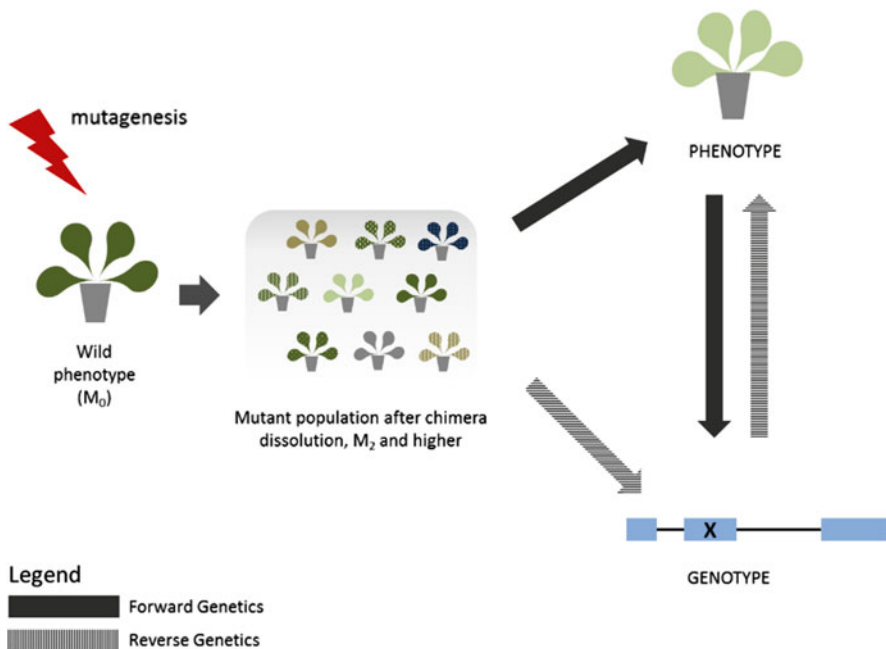 mutagenesis
Wild
phenotype
(M₀)
Mutant population after chimera
dissolution, M₂ and higher
PHENOTYPE
X
GENOTYPE
Legend
Forward Genetics
Reverse Genetics